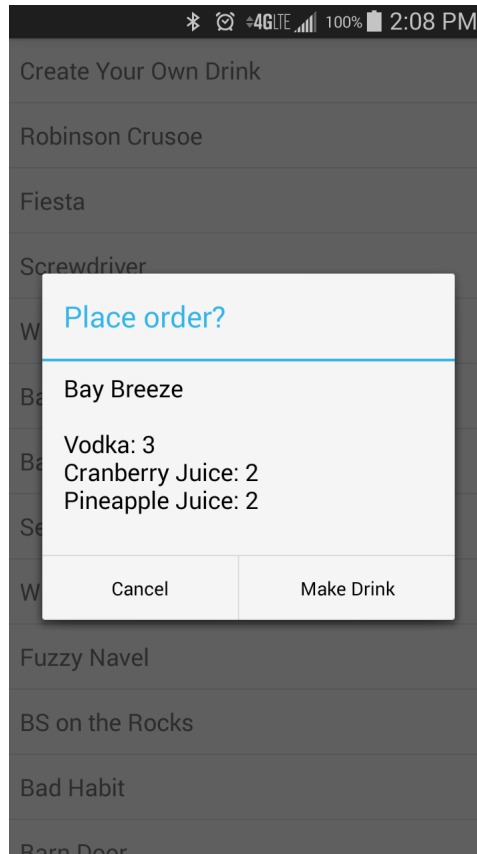 4G LTE 100% 2:08 PM
Create Your Own Drink
Robinson Crusoe
Fiesta
Screwdriver
Place order?
Bay Breeze
Vodka: 3
Cranberry Juice: 2
Pineapple Juice: 2
Cancel Make Drink
Fuzzy Navel
BS on the Rocks
Bad Habit
Barn Door